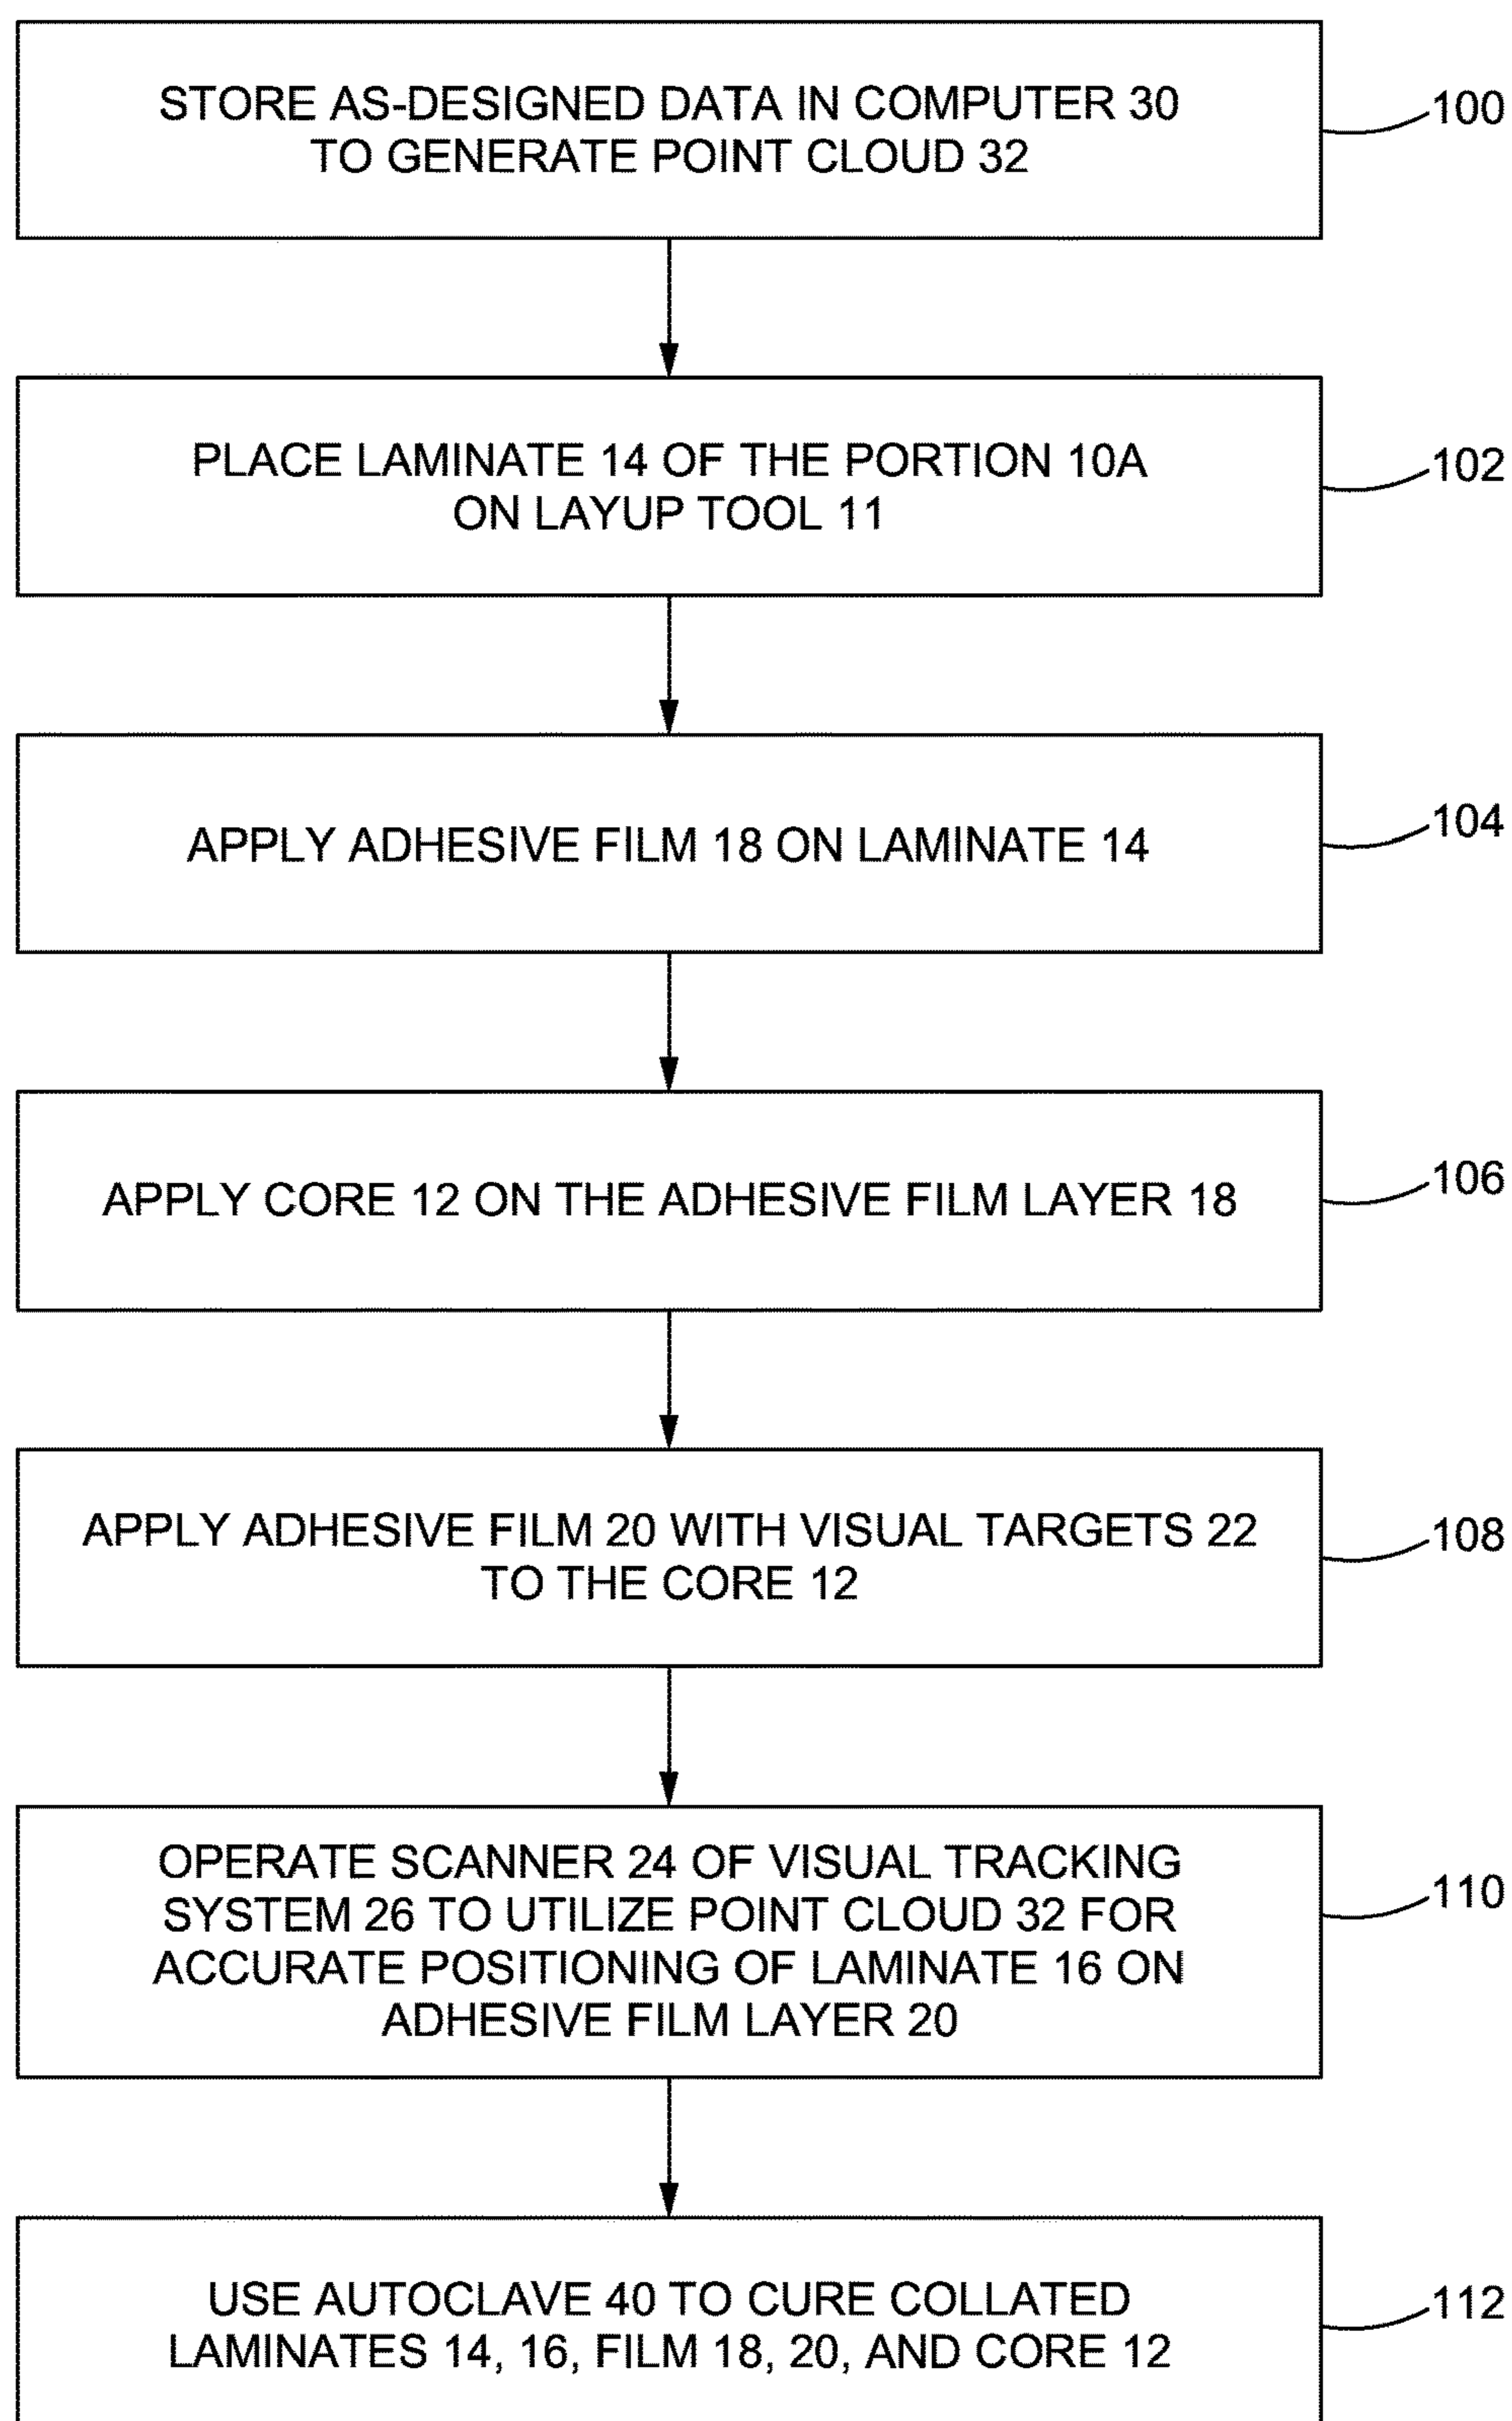 STORE AS-DESIGNED DATA IN COMPUTER 30
TO GENERATE POINT CLOUD 32
100
PLACE LAMINATE 14 OF THE PORTION 10A
ON LAYUP TOOL 11
102
APPLY ADHESIVE FILM 18 ON LAMINATE 14
104
APPLY CORE 12 ON THE ADHESIVE FILM LAYER 18
106
APPLY ADHESIVE FILM 20 WITH VISUAL TARGETS 22
TO THE CORE 12
108
OPERATE SCANNER 24 OF VISUAL TRACKING
SYSTEM 26 TO UTILIZE POINT CLOUD 32 FOR
ACCURATE POSITIONING OF LAMINATE 16 ON
ADHESIVE FILM LAYER 20
110
USE AUTOCLAVE 40 TO CURE COLLATED
LAMINATES 14, 16, FILM 18, 20, AND CORE 12
112